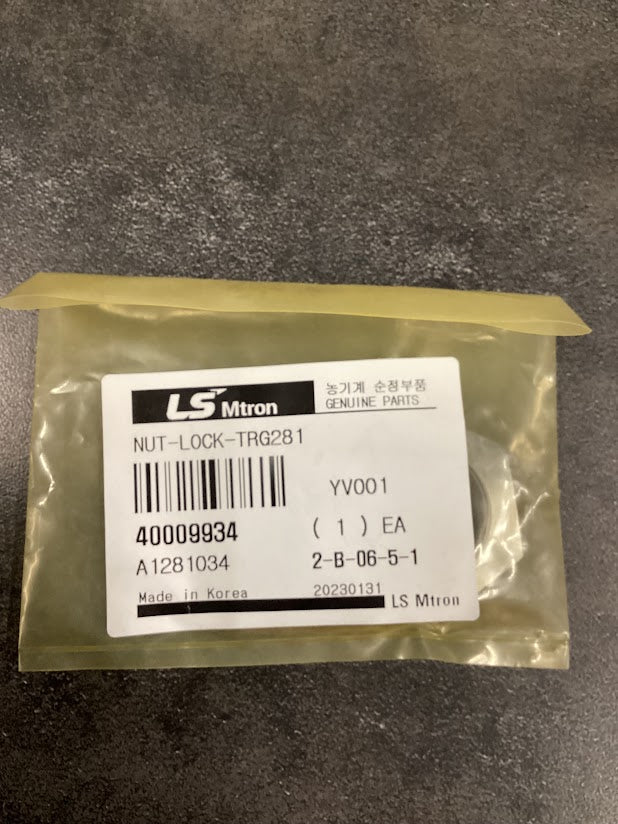 LS Mtron
농기계 순정부품
GENUINE PARTS
NUT-LOCK-TRG281
YV001
40009934
( 1 ) EA
A1281034
2-B-06-5-1
Made in Korea
20230131
LS Mtron